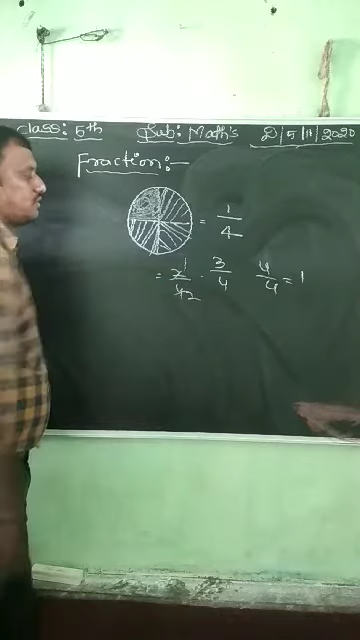 Class: 5th Sub: Math's D/5/11/2020
Fraction:-
= 1/4
= 2/4 1/2 . 3/4 4/4 = 1